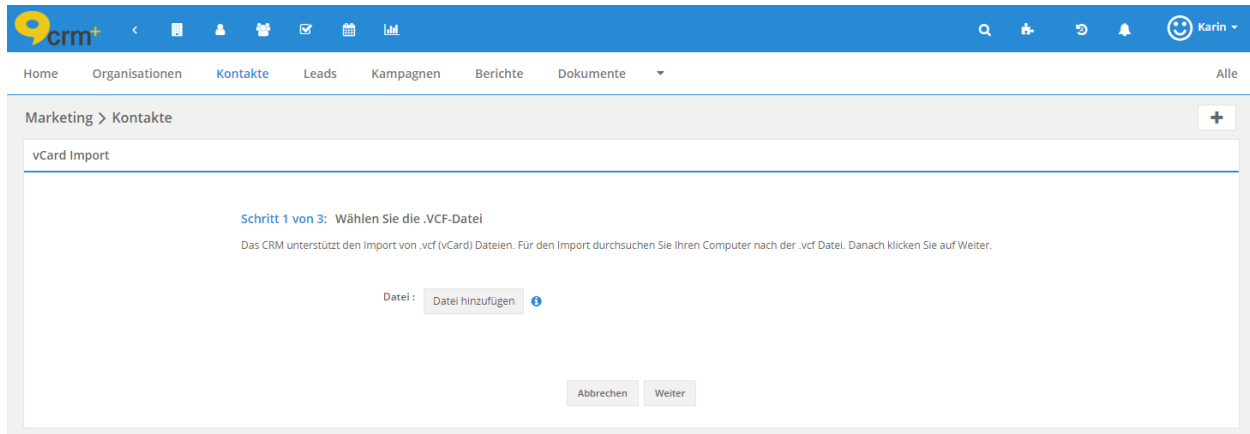 crm+
Karin
Home Organisationen Kontakte Leads Kampagnen Berichte Dokumente Alle
Marketing > Kontakte
vCard Import
Schritt 1 von 3: Wählen Sie die .VCF-Datei
Das CRM unterstützt den Import von .vcf (vCard) Dateien. Für den Import durchsuchen Sie Ihren Computer nach der .vcf Datei. Danach klicken Sie auf Weiter.
Datei : Datei hinzufügen
Abbrechen Weiter